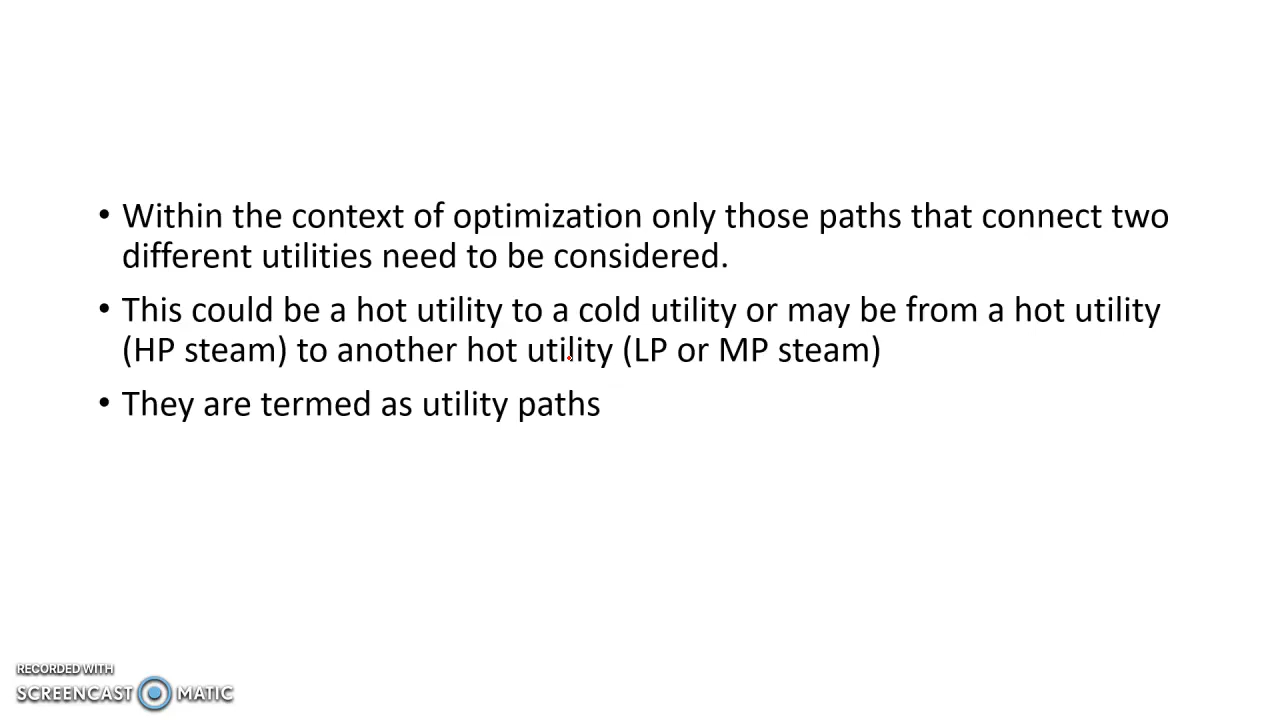 • Within the context of optimization only those paths that connect two
different utilities need to be considered.
• This could be a hot utility to a cold utility or may be from a hot utility
(HP steam) to another hot utility (LP or MP steam)
• They are termed as utility paths
RECORDED WITH
SCREENCAST MATIC